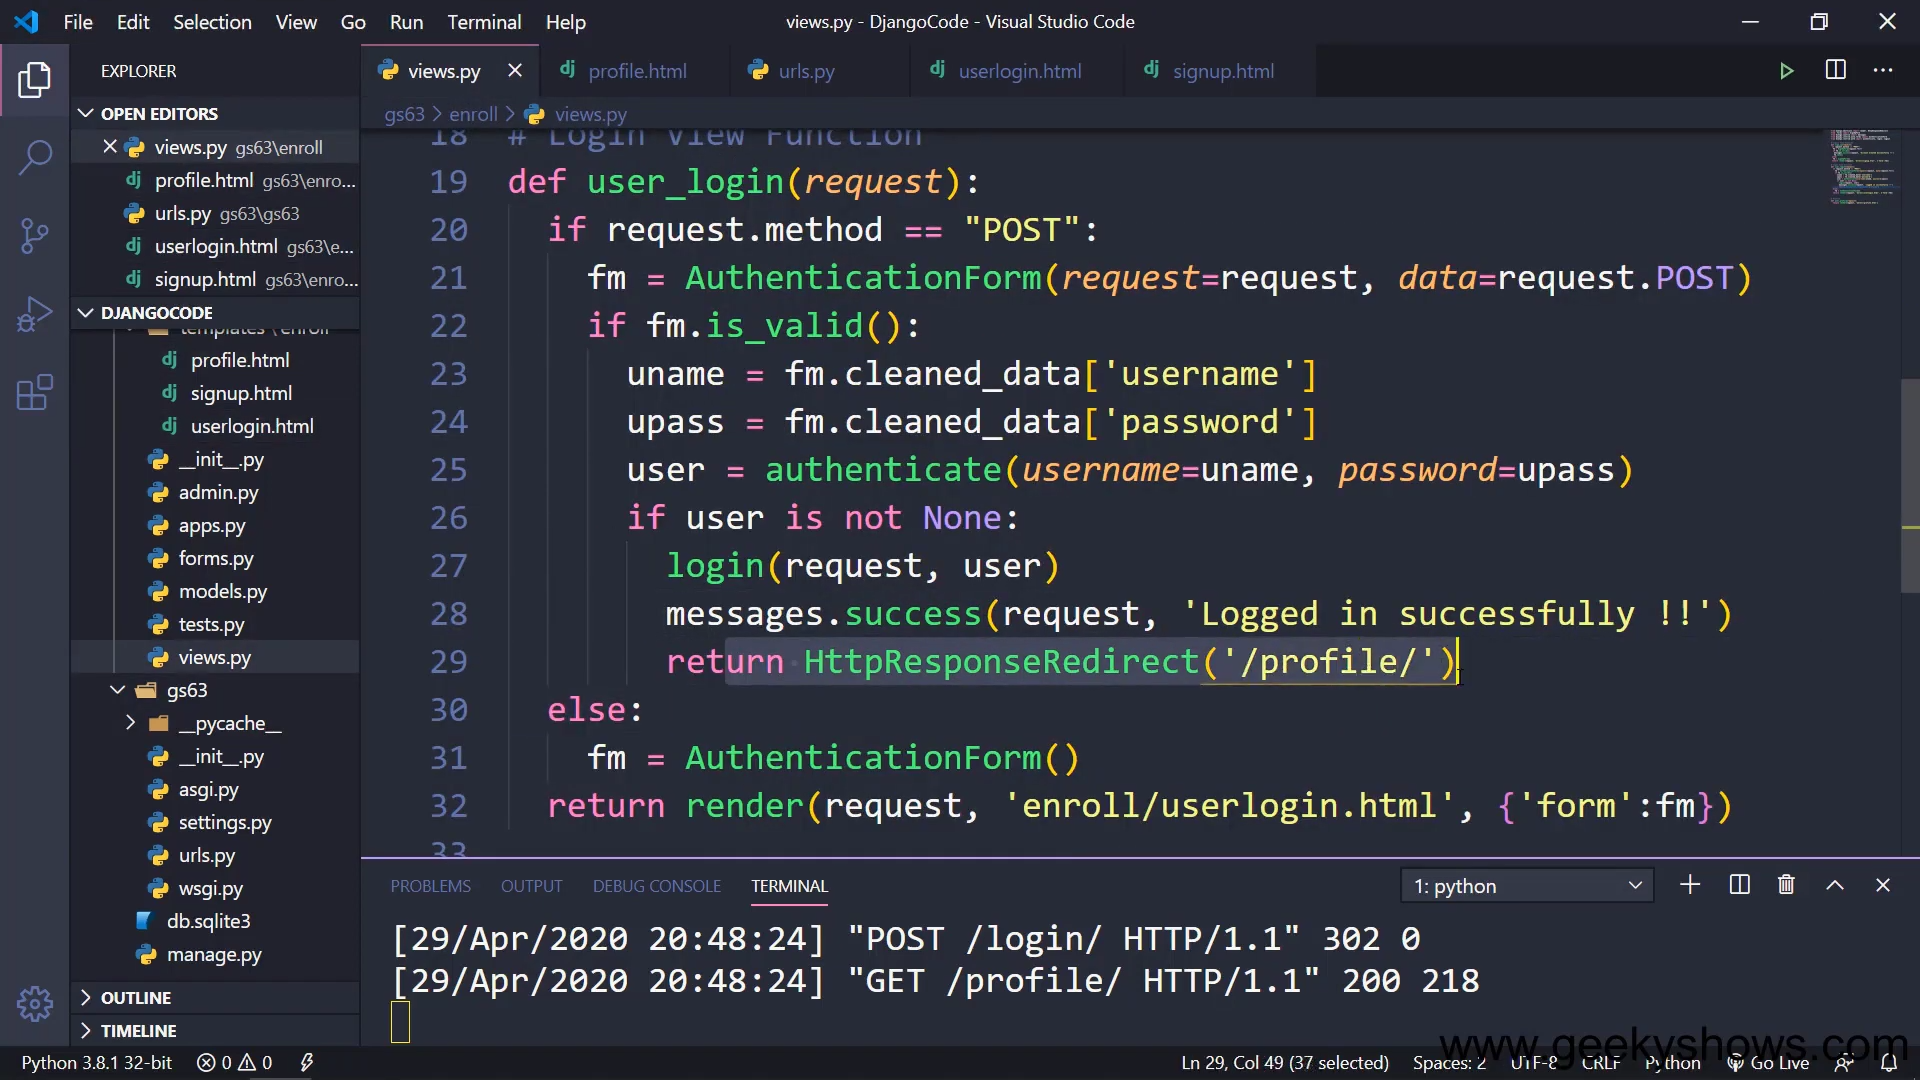 File Edit Selection View Go Run Terminal Help
views.py - DjangoCode - Visual Studio Code
EXPLORER
OPEN EDITORS
views.py gs63\enroll
profile.html gs63\enro...
urls.py gs63\gs63
userlogin.html gs63\e...
signup.html gs63\enro...
DJANGOCODE
templates \enroll
profile.html
signup.html
userlogin.html
__init__.py
admin.py
apps.py
forms.py
models.py
tests.py
views.py
gs63
__pycache__
__init__.py
asgi.py
settings.py
urls.py
wsgi.py
db.sqlite3
manage.py
OUTLINE
TIMELINE
views.py profile.html urls.py userlogin.html signup.html
gs63 > enroll > views.py
18 # Login View Function
19 def user_login(request):
20 if request.method == "POST":
21 fm = AuthenticationForm(request=request, data=request.POST)
22 if fm.is_valid():
23 uname = fm.cleaned_data['username']
24 upass = fm.cleaned_data['password']
25 user = authenticate(username=uname, password=upass)
26 if user is not None:
27 login(request, user)
28 messages.success(request, 'Logged in successfully !!')
29 return HttpResponseRedirect('/profile/')
30 else:
31 fm = AuthenticationForm()
32 return render(request, 'enroll/userlogin.html', {'form':fm})
33
PROBLEMS OUTPUT DEBUG CONSOLE TERMINAL 1: python
[29/Apr/2020 20:48:24] "POST /login/ HTTP/1.1" 302 0
[29/Apr/2020 20:48:24] "GET /profile/ HTTP/1.1" 200 218
www.geekyshows.com
Python 3.8.1 32-bit 0 0 Ln 29, Col 49 (37 selected) Spaces: 2 UTF-8 CRLF Python Go Live